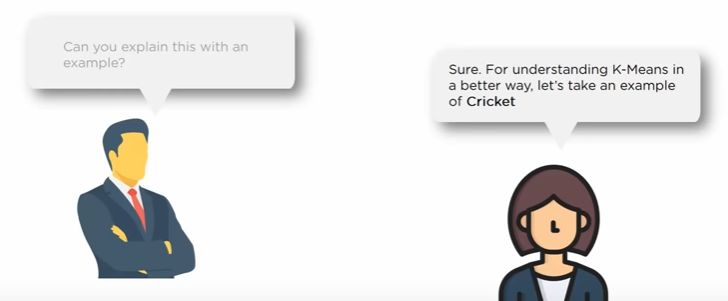 Can you explain this with an
example?
Sure. For understanding K-Means in
a better way, let's take an example
of Cricket